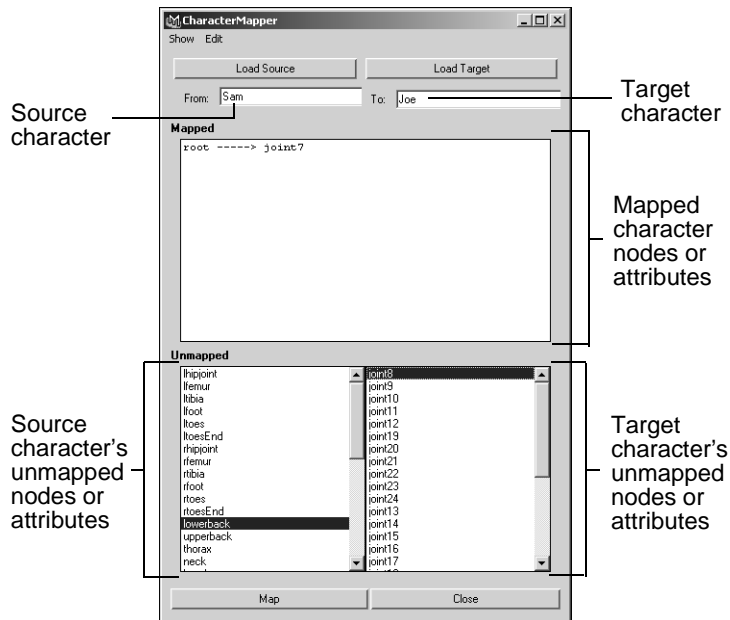 CharacterMapper
Show Edit
Load Source Load Target
From: Sam To: Joe
Source
character
Target
character
Mapped
root -----> joint7
Mapped
character
nodes or
attributes
Unmapped
lhipjoint
lfemur
ltibia
lfoot
ltoes
ltoesEnd
rhipjoint
rfemur
rtibia
rfoot
rtoes
rtoesEnd
lowerback
upperback
thorax
neck
joint8
joint9
joint10
joint11
joint12
joint19
joint20
joint21
joint22
joint23
joint24
joint13
joint14
joint15
joint16
joint17
Source
character's
unmapped
nodes or
attributes
Target
character's
unmapped
nodes or
attributes
Map Close